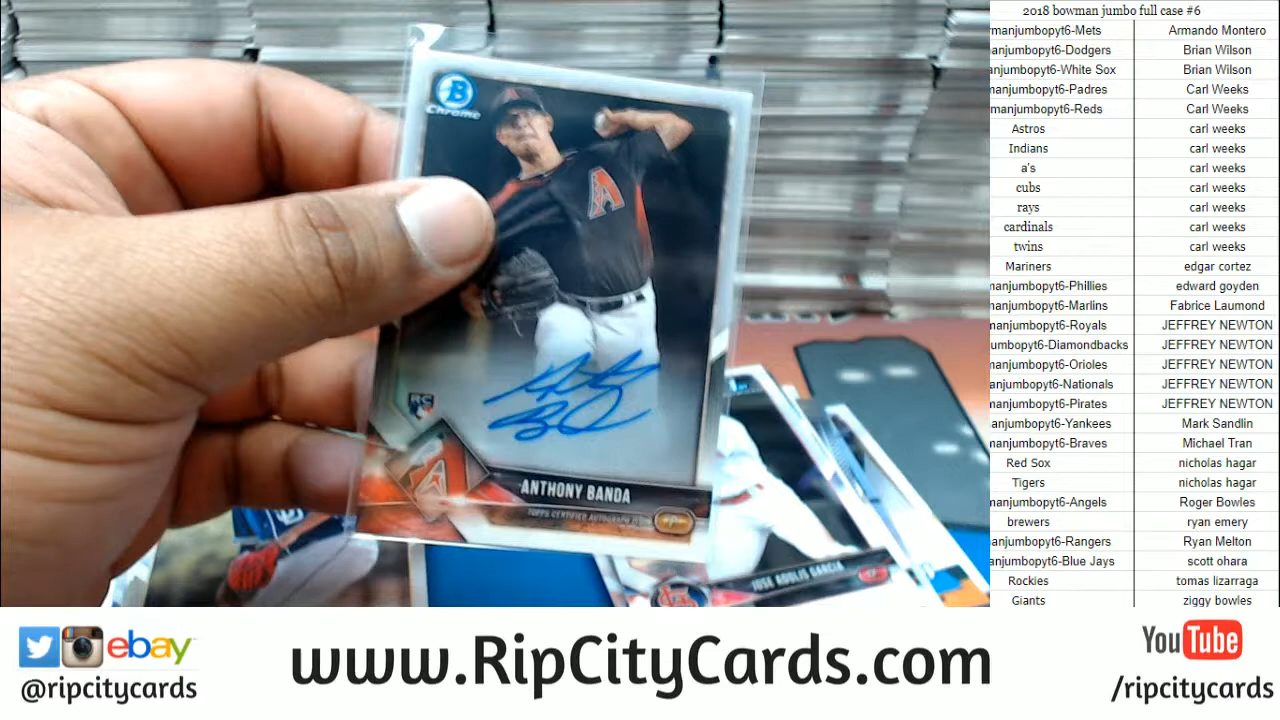 2018 bowman jumbo full case #6
manjumbopyt6-Mets Armando Montero
anjumbopyt6-Dodgers Brian Wilson
anjumbopyt6-White Sox Brian Wilson
manjumbopyt6-Padres Carl Weeks
manjumbopyt6-Reds Carl Weeks
Astros carl weeks
Indians carl weeks
a's carl weeks
cubs carl weeks
rays carl weeks
cardinals carl weeks
twins carl weeks
Mariners edgar cortez
manjumbopyt6-Phillies edward goyden
manjumbopyt6-Marlins Fabrice Laumond
manjumbopyt6-Royals JEFFREY NEWTON
umbopyt6-Diamondbacks JEFFREY NEWTON
anjumbopyt6-Orioles JEFFREY NEWTON
anjumbopyt6-Nationals JEFFREY NEWTON
manjumbopyt6-Pirates JEFFREY NEWTON
manjumbopyt6-Yankees Mark Sandlin
manjumbopyt6-Braves Michael Tran
Red Sox nicholas hagar
Tigers nicholas hagar
manjumbopyt6-Angels Roger Bowles
brewers ryan emery
anjumbopyt6-Rangers Ryan Melton
anjumbopyt6-Blue Jays scott ohara
Rockies tomas lizarraga
Giants ziggy bowles
B
Chrome
A
RC
ANTHONY BANDA
TOPPS CERTIFIED AUTOGRAPH
JOSE ADOLIS GARCIA
ebay
@ripcitycards
www.RipCityCards.com
YouTube
/ripcitycards